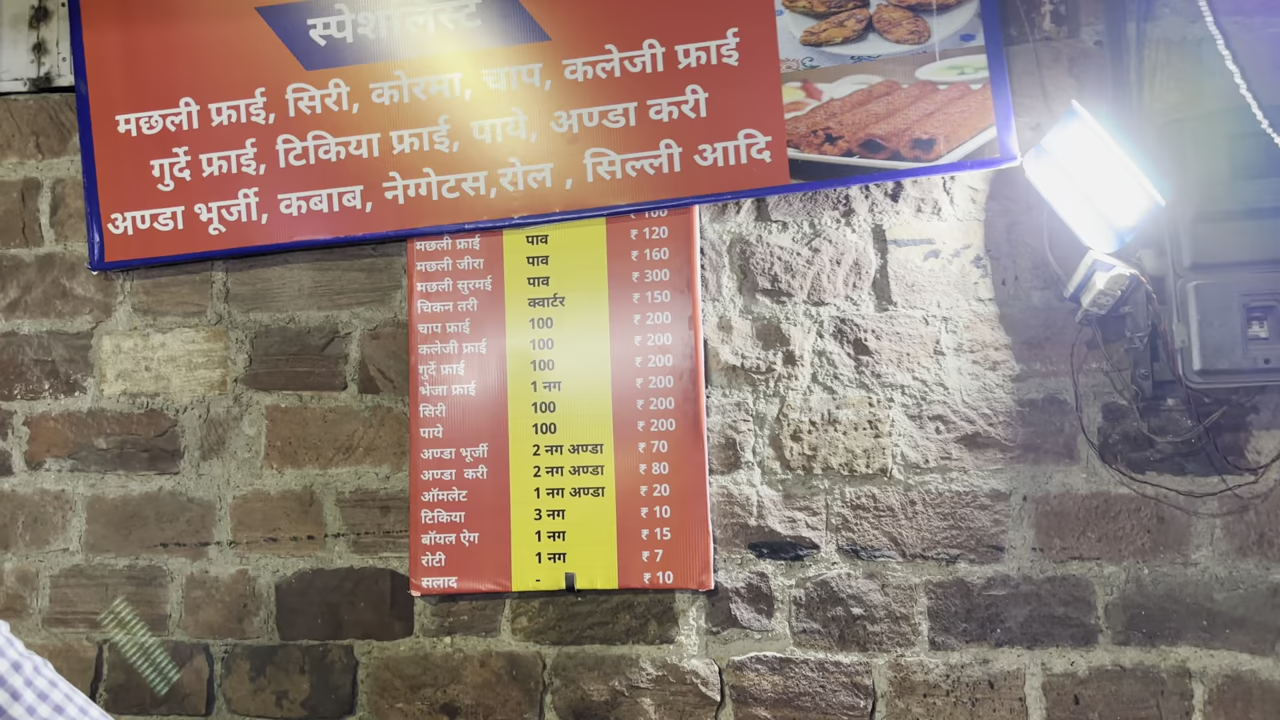 स्पेशलिस्ट
मछली फ्राई, सिरी, कोरमा, चाप, कलेजी फ्राई
गुर्दे फ्राई, टिकिया फ्राई, पाये, अण्डा करी
अण्डा भूर्जी, कबाब, नेग्गेटस,रोल , सिल्ली आदि
₹ 100
मछली फ्राई पाव ₹ 120
मछली जीरा पाव ₹ 160
मछली सुरमई पाव ₹ 300
चिकन तरी क्वार्टर ₹ 150
चाप फ्राई 100 ₹ 200
कलेजी फ्राई 100 ₹ 200
गुर्दे फ्राई 100 ₹ 200
भेजा फ्राई 1 नग ₹ 200
सिरी 100 ₹ 200
पाये 100 ₹ 200
अण्डा भूर्जी 2 नग अण्डा ₹ 70
अण्डा करी 2 नग अण्डा ₹ 80
ऑमलेट 1 नग अण्डा ₹ 20
टिकिया 3 नग ₹ 10
बॉयल ऐग 1 नग ₹ 15
रोटी 1 नग ₹ 7
सलाद - ₹ 10